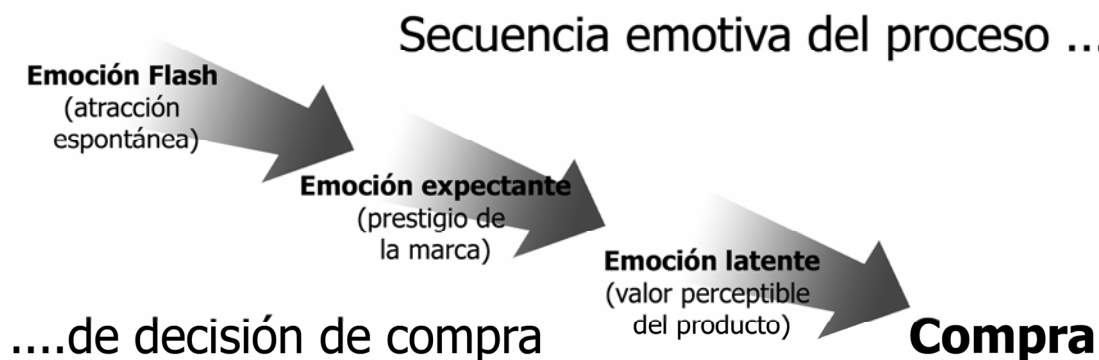 Secuencia emotiva del proceso ...
Emoción Flash
(atracción
espontánea)
Emoción expectante
(prestigio de
la marca)
Emoción latente
(valor perceptible
del producto)
....de decisión de compra
Compra